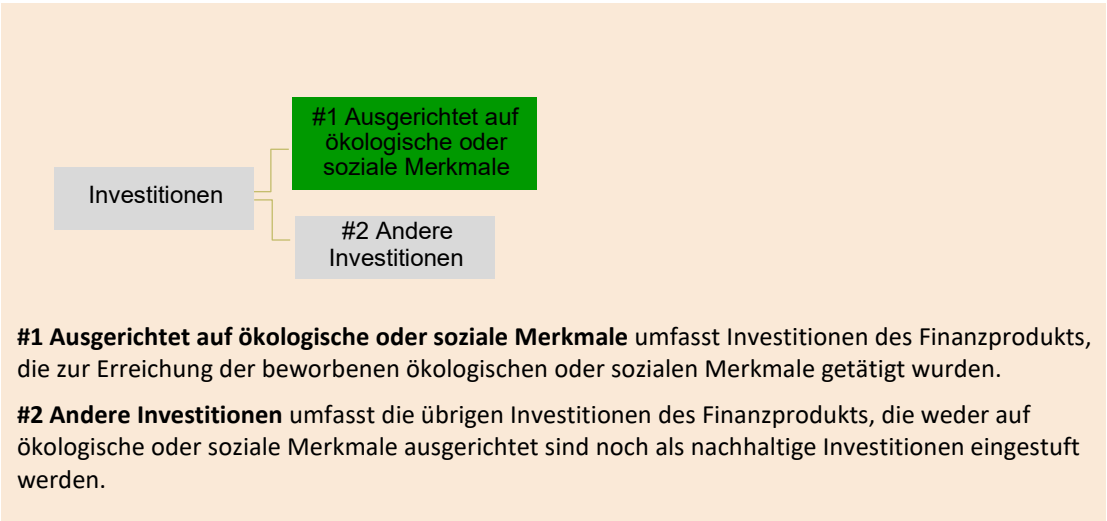 #1 Ausgerichtet auf
ökologische oder
soziale Merkmale
Investitionen
#2 Andere
Investitionen
#1 Ausgerichtet auf ökologische oder soziale Merkmale umfasst Investitionen des Finanzprodukts,
die zur Erreichung der beworbenen ökologischen oder sozialen Merkmale getätigt wurden.
#2 Andere Investitionen umfasst die übrigen Investitionen des Finanzprodukts, die weder auf
ökologische oder soziale Merkmale ausgerichtet sind noch als nachhaltige Investitionen eingestuft
werden.